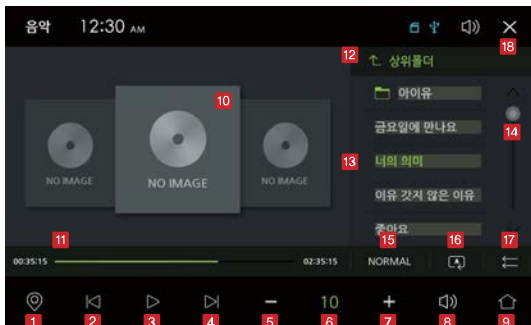 음악 12:30 AM
18
12 上 상위폴더
10
아이유
14
금요일에 만나요
13 너의 의미
NO IMAGE NO IMAGE NO IMAGE
이유 갖지 않은 이유
좋아요
11 15 16 17
00:35:15 02:35:15 NORMAL A
10
1 2 3 4 5 6 7 8 9